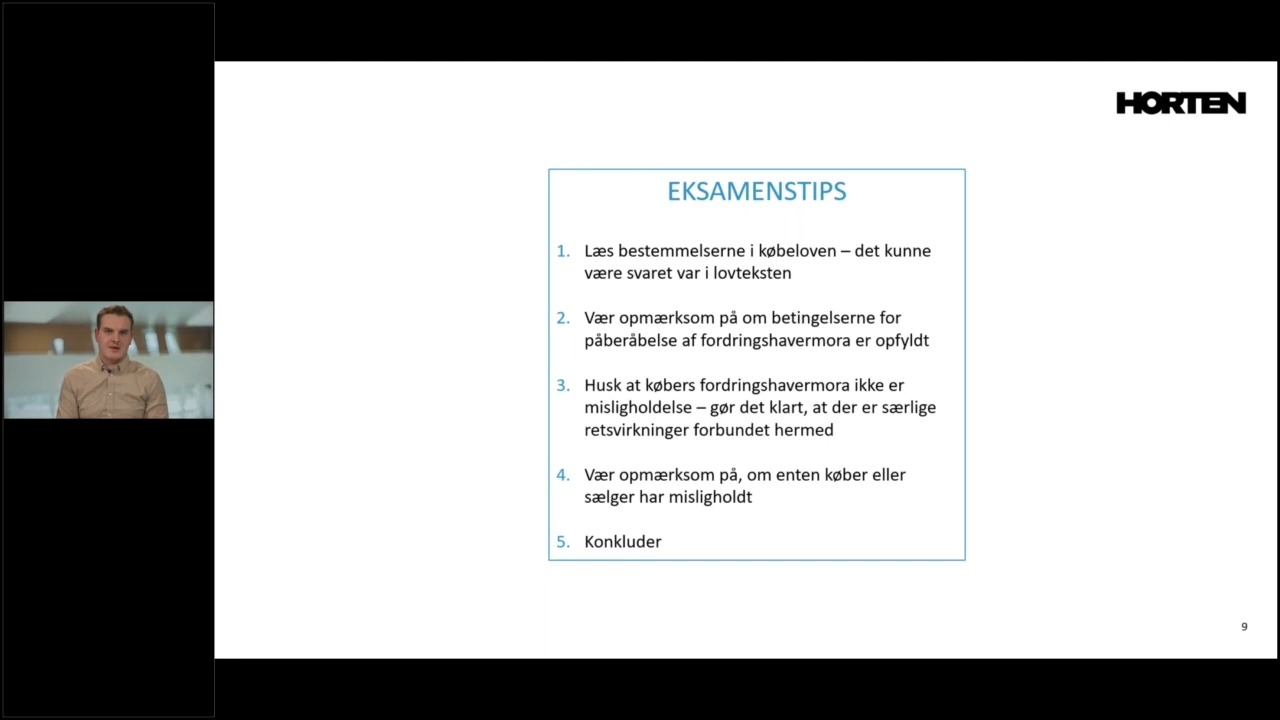 HORTEN
EKSAMENSTIPS
1. Læs bestemmelserne i købeloven – det kunne
være svaret var i lovteksten
2. Vær opmærksom på om betingelserne for
påberåbelse af fordringshavermora er opfyldt
3. Husk at købers fordringshavermora ikke er
misligholdelse – gør det klart, at der er særlige
retsvirkninger forbundet hermed
4. Vær opmærksom på, om enten køber eller
sælger har misligholdt
5. Konkluder
9